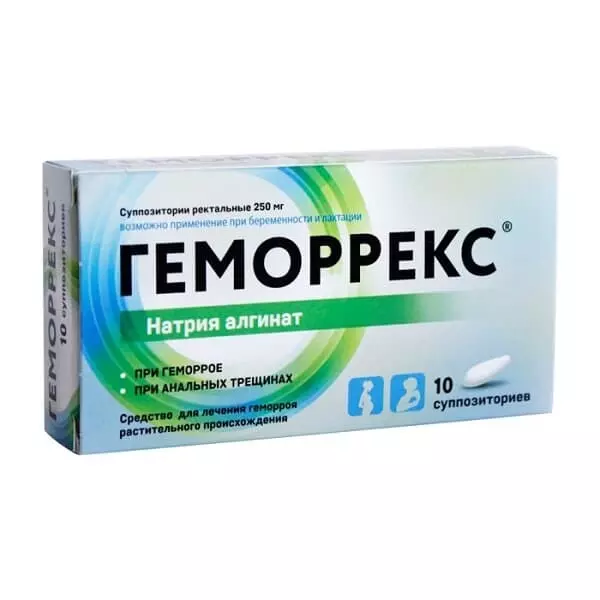 ГЕМОРРЕКС®
10 суппозиториев
Суппозитории ректальные 250 мг
возможно применение при беременности и лактации
ГЕМОРРЕКС®
Натрия алгинат
• ПРИ ГЕМОРРОЕ
• ПРИ АНАЛЬНЫХ ТРЕЩИНАХ
Средство для лечения геморроя
растительного происхождения
10
суппозиториев